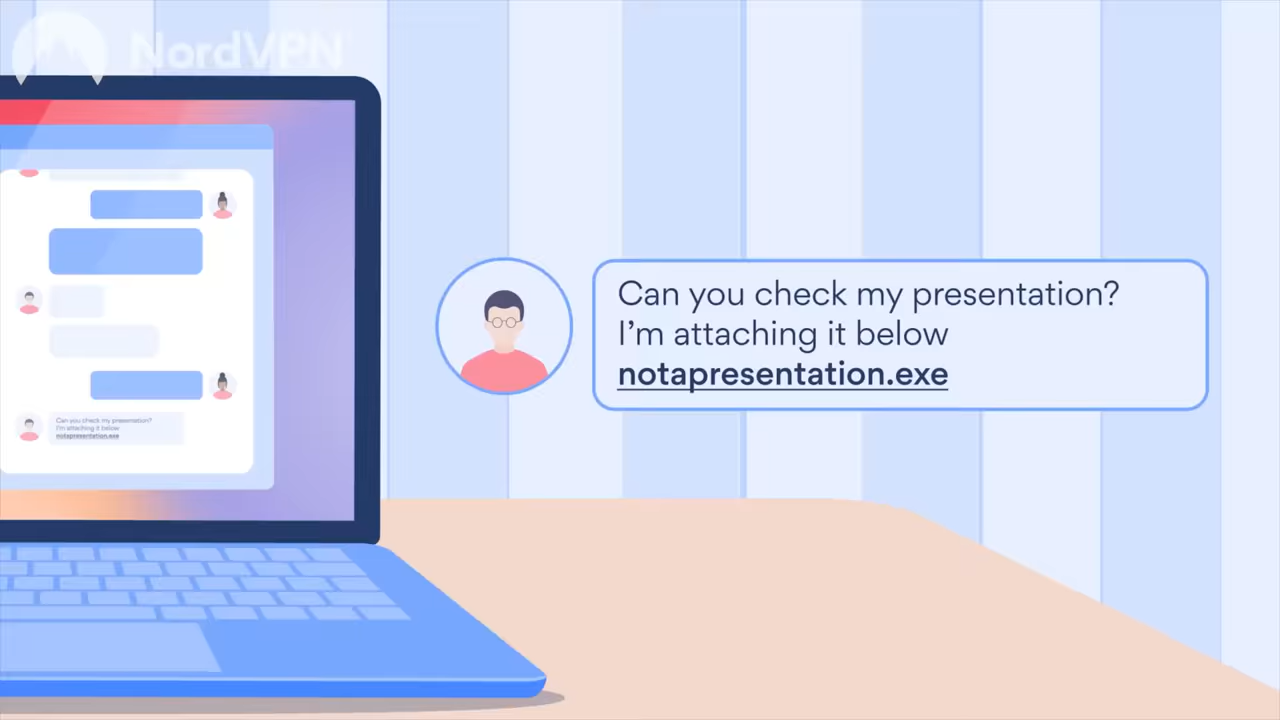 NordVPN
Can you check my presentation?
I'm attaching it below
notapresentation.exe
Can you check my presentation?
I'm attaching it below
notapresentation.exe